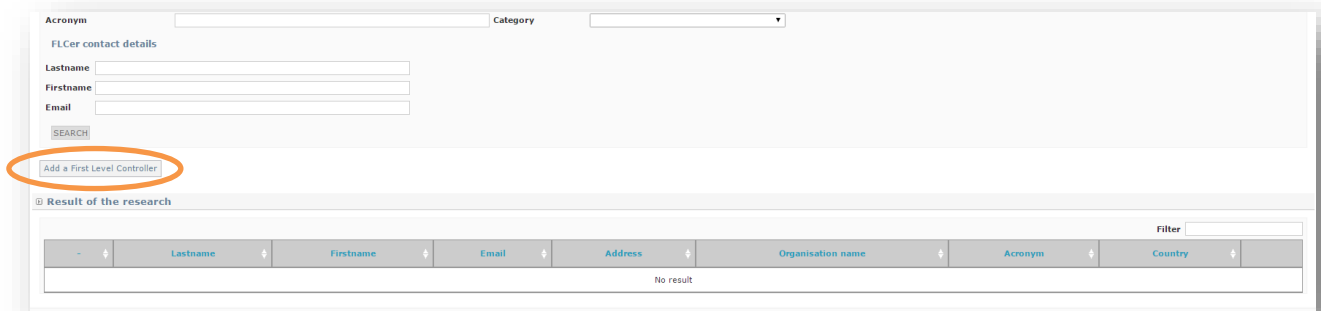 Acronym Category
FLCer contact details
Lastname
Firstname
Email
SEARCH
Add a First Level Controller
Result of the research
Filter
- Lastname Firstname Email Address Organisation name Acronym Country
No result